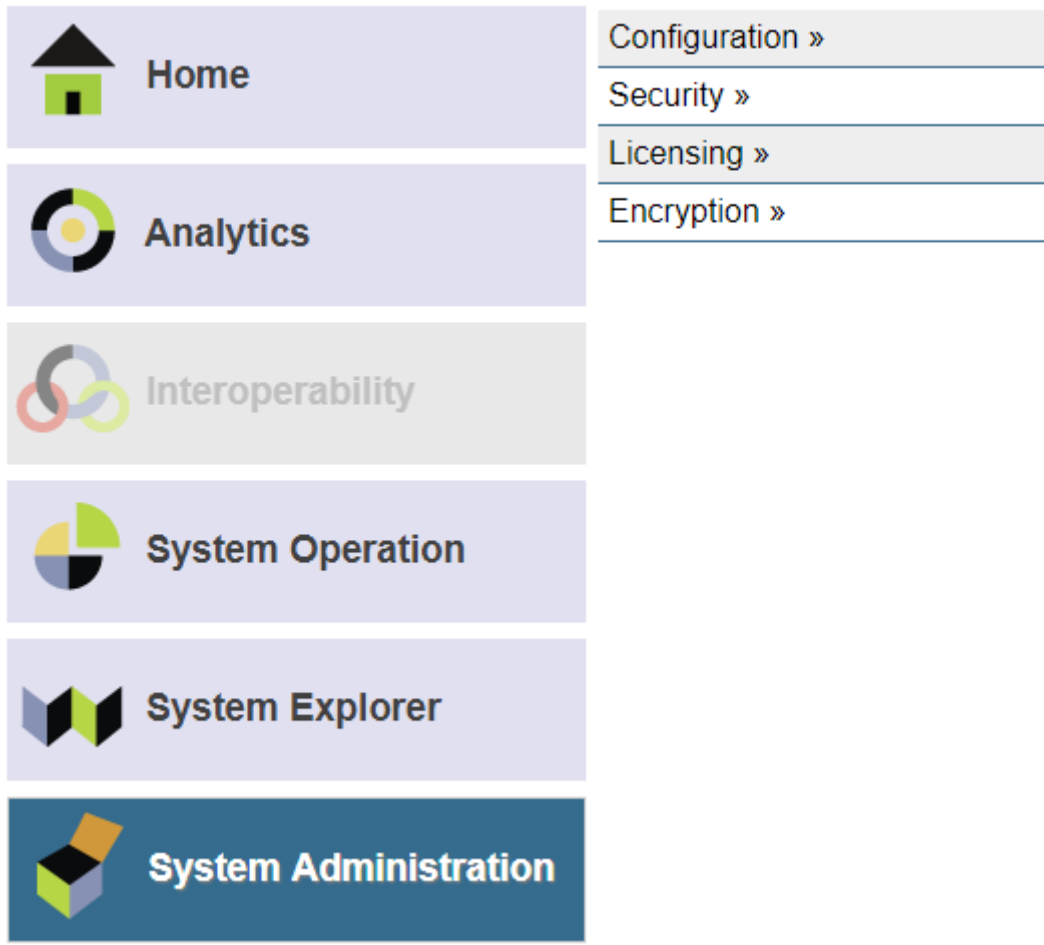 Home
Analytics
Interoperability
System Operation
System Explorer
System Administration
Configuration »
Security »
Licensing »
Encryption »